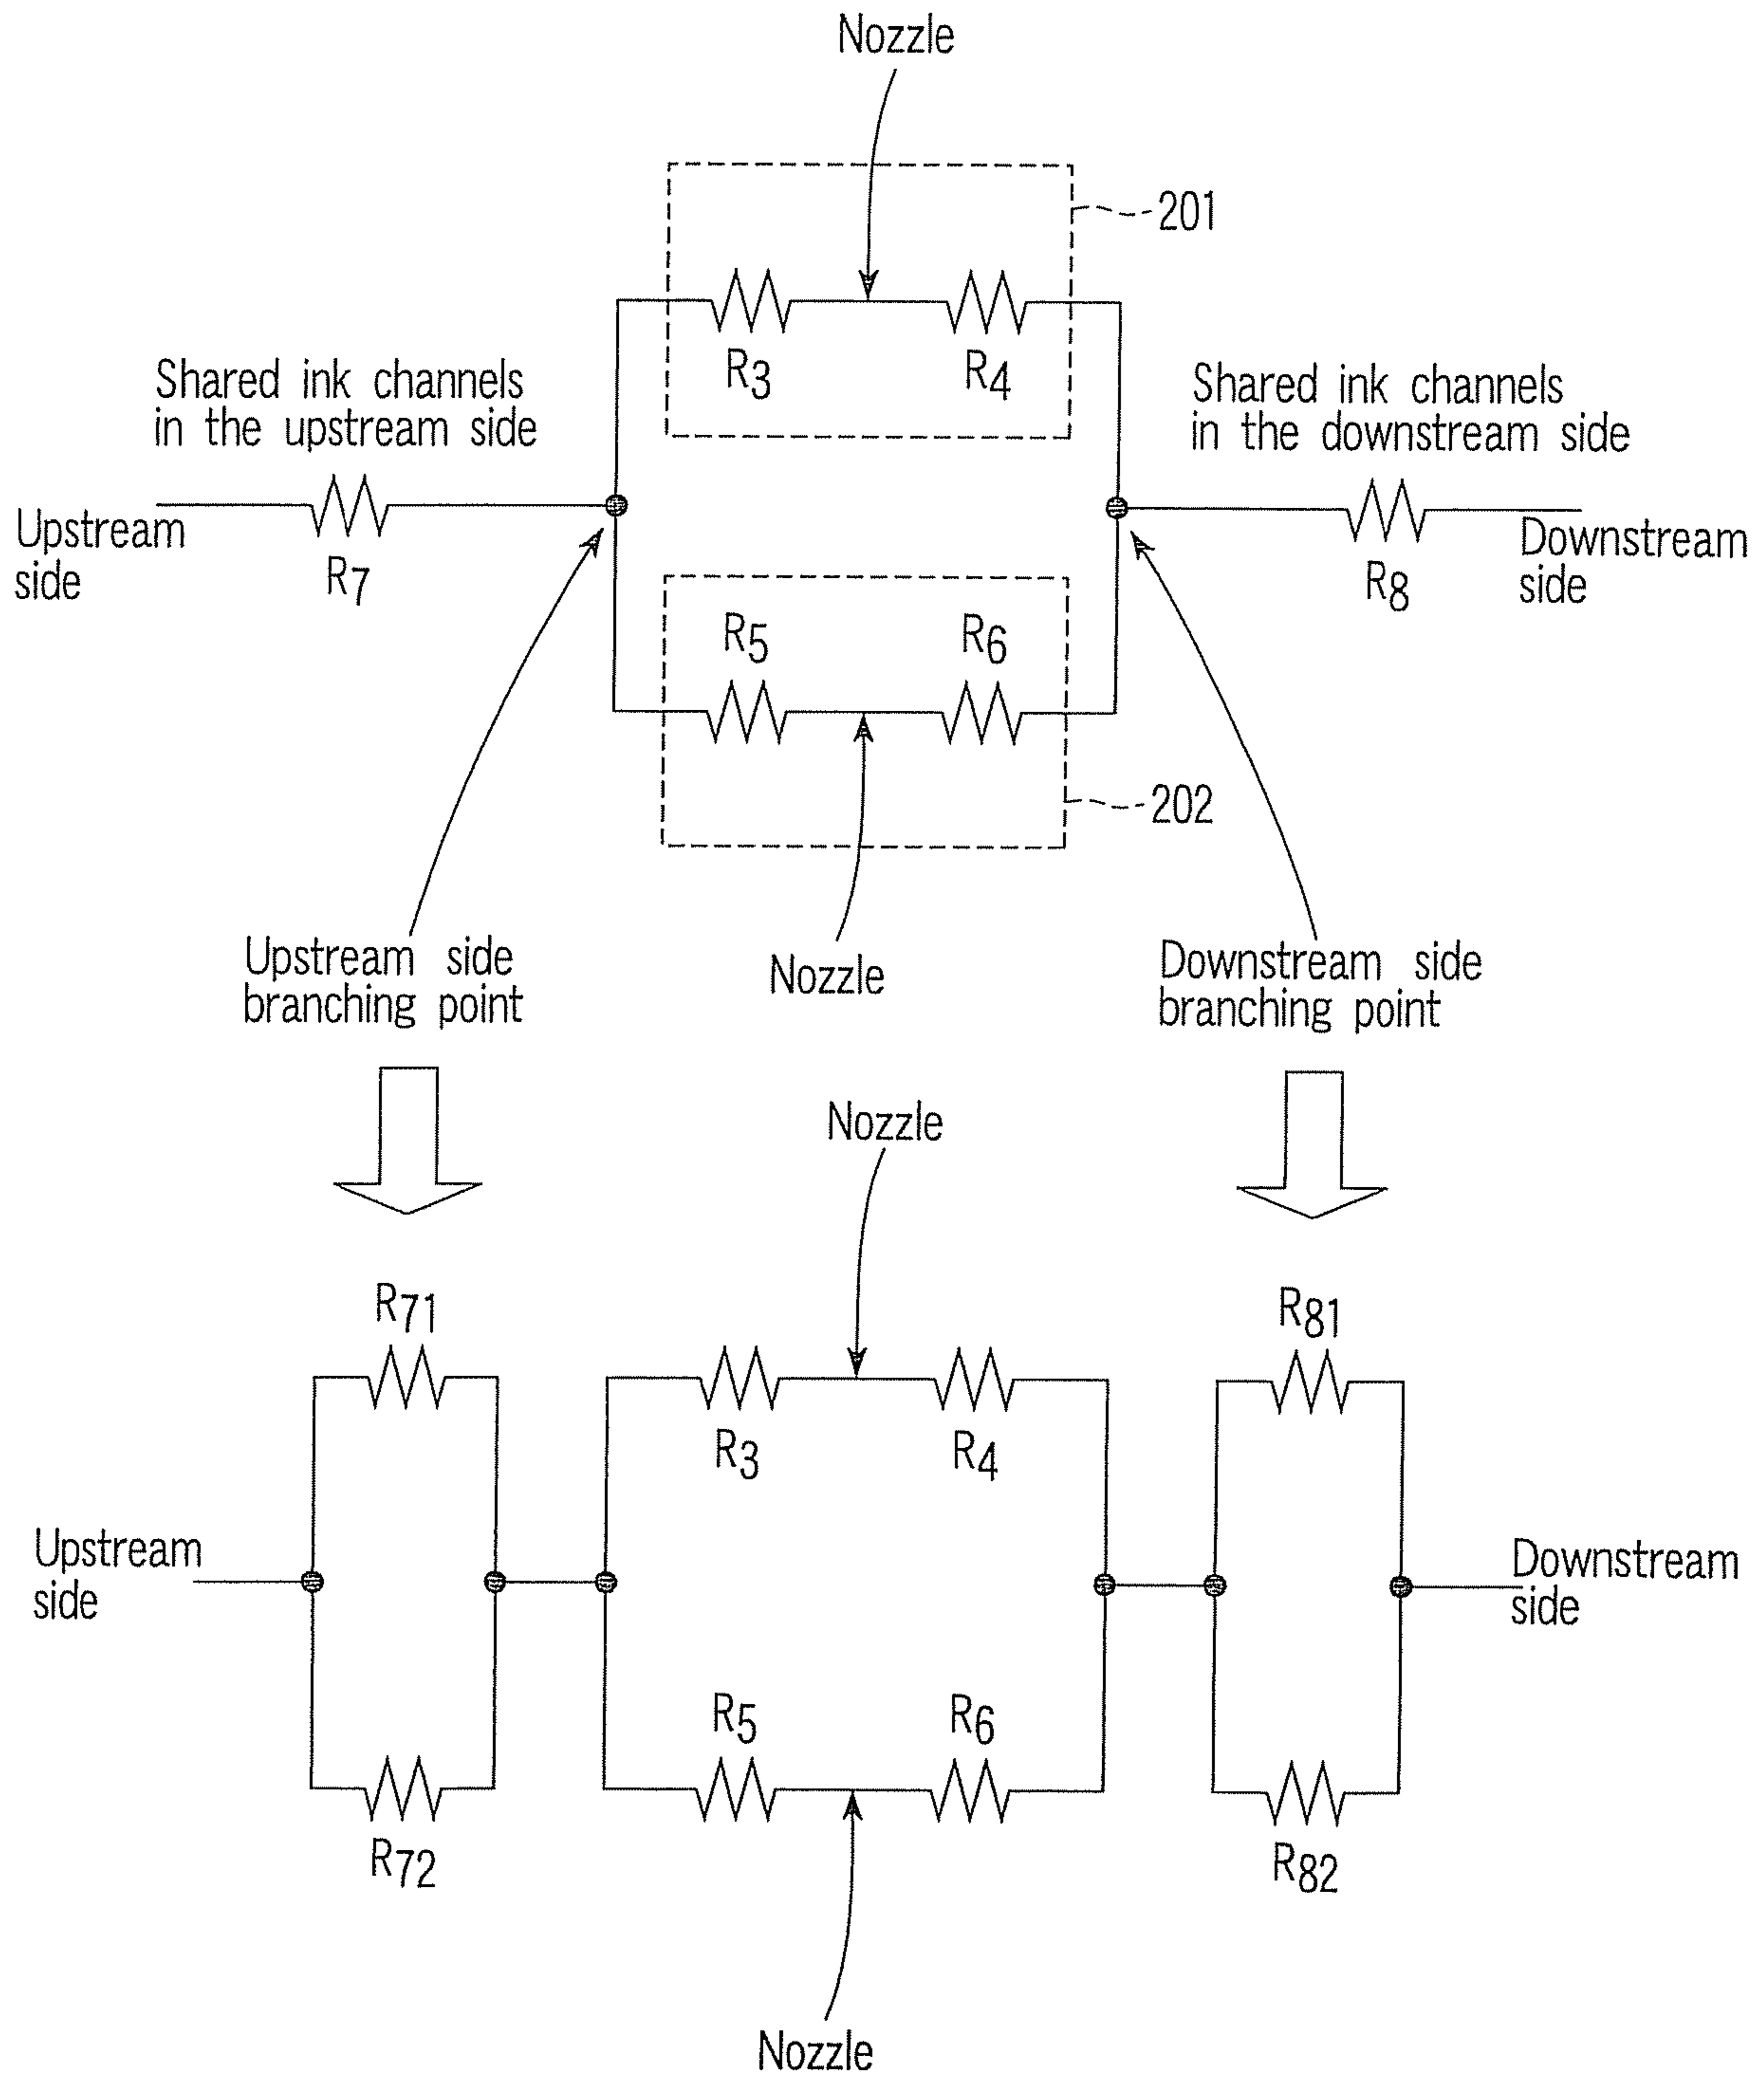 Nozzle
201
R3
R4
Shared ink channels
in the upstream side
Shared ink channels
in the downstream side
Upstream
side
R7
R8
Downstream
side
R5
R6
202
Nozzle
Upstream side
branching point
Downstream side
branching point
Nozzle
R71
R81
R3
R4
Upstream
side
Downstream
side
R5
R6
R72
R82
Nozzle